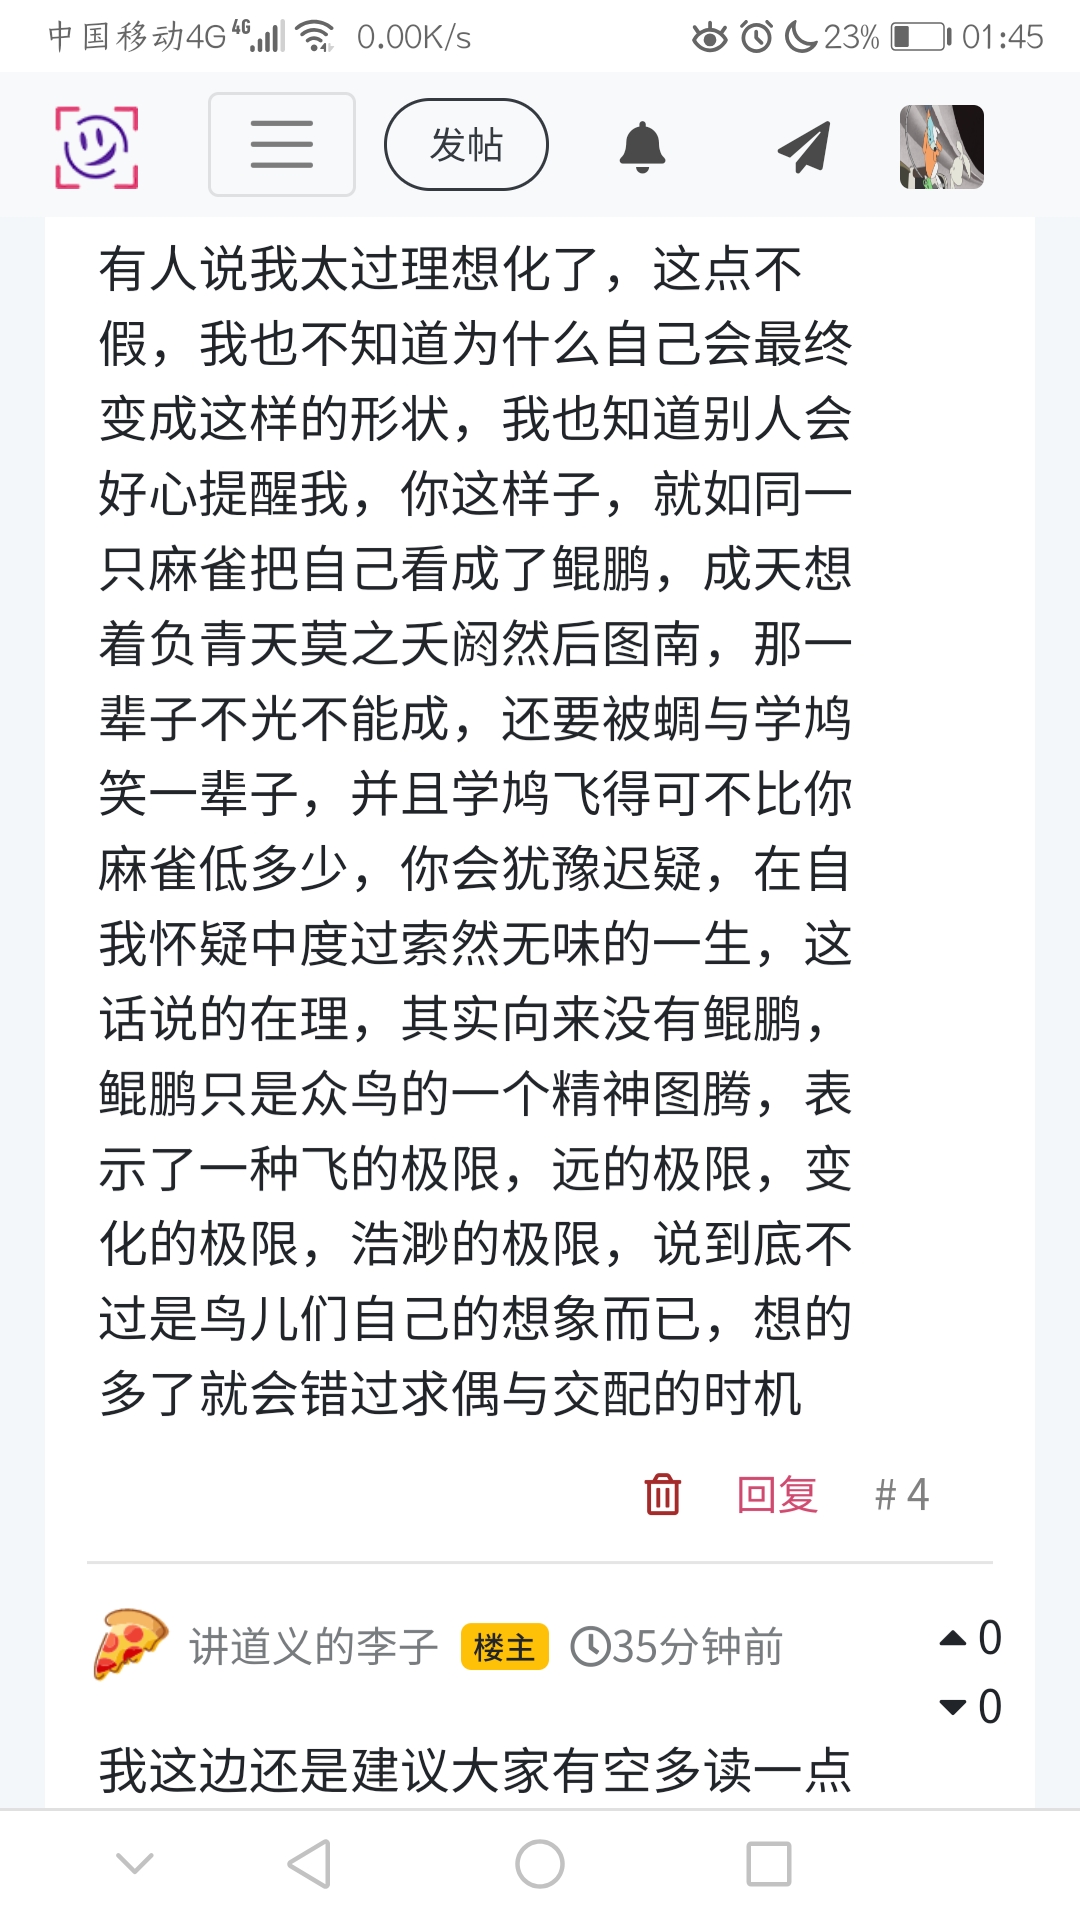 中国移动4G 4G 0.00K/s 23% 01:45
发帖
有人说我太过理想化了，这点不
假，我也不知道为什么自己会最终
变成这样的形状，我也知道别人会
好心提醒我，你这样子，就如同一
只麻雀把自己看成了鲲鹏，成天想
着负青天莫之夭阏然后图南，那一
辈子不光不能成，还要被蜩与学鸠
笑一辈子，并且学鸠飞得可不比你
麻雀低多少，你会犹豫迟疑，在自
我怀疑中度过索然无味的一生，这
话说的在理，其实向来没有鲲鹏，
鲲鹏只是众鸟的一个精神图腾，表
示了一种飞的极限，远的极限，变
化的极限，浩渺的极限，说到底不
过是鸟儿们自己的想象而已，想的
多了就会错过求偶与交配的时机
回复 #4
讲道义的李子 楼主 35分钟前 0
0
我这边还是建议大家有空多读一点